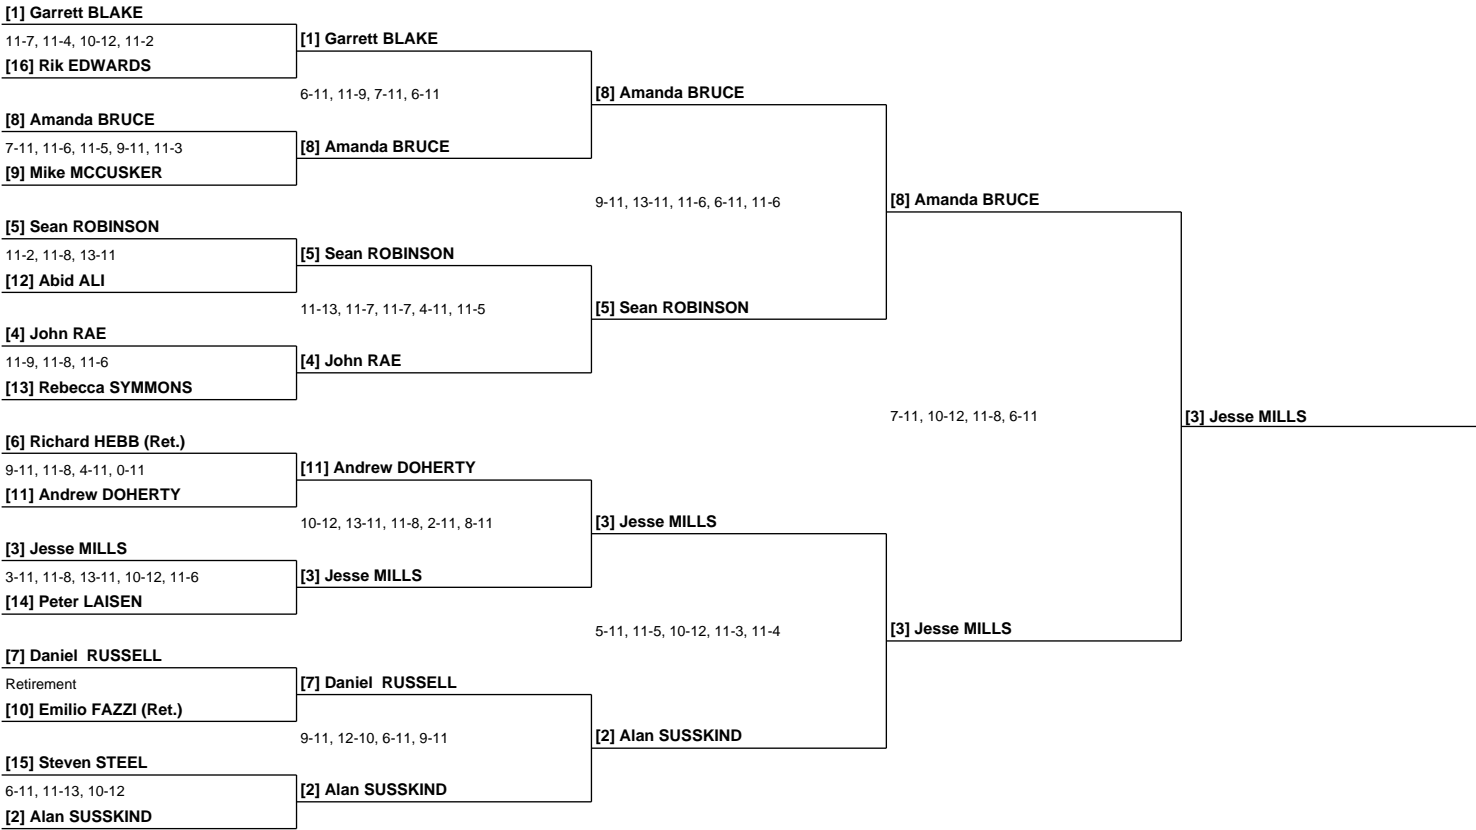 [1] Garrett BLAKE
11-7, 11-4, 10-12, 11-2
[16] Rik EDWARDS
[8] Amanda BRUCE
7-11, 11-6, 11-5, 9-11, 11-3
[9] Mike MCCUSKER
[5] Sean ROBINSON
11-2, 11-8, 13-11
[12] Abid ALI
[4] John RAE
11-9, 11-8, 11-6
[13] Rebecca SYMMONS
[6] Richard HEBB (Ret.)
9-11, 11-8, 4-11, 0-11
[11] Andrew DOHERTY
[3] Jesse MILLS
3-11, 11-8, 13-11, 10-12, 11-6
[14] Peter LAISEN
[7] Daniel  RUSSELL
Retirement
[10] Emilio FAZZI (Ret.)
[15] Steven STEEL
6-11, 11-13, 10-12
[2] Alan SUSSKIND
[1] Garrett BLAKE
6-11, 11-9, 7-11, 6-11
[8] Amanda BRUCE
[5] Sean ROBINSON
11-13, 11-7, 11-7, 4-11, 11-5
[4] John RAE
[11] Andrew DOHERTY
10-12, 13-11, 11-8, 2-11, 8-11
[3] Jesse MILLS
[7] Daniel  RUSSELL
9-11, 12-10, 6-11, 9-11
[2] Alan SUSSKIND
[8] Amanda BRUCE
9-11, 13-11, 11-6, 6-11, 11-6
[5] Sean ROBINSON
[3] Jesse MILLS
5-11, 11-5, 10-12, 11-3, 11-4
[2] Alan SUSSKIND
[8] Amanda BRUCE
7-11, 10-12, 11-8, 6-11
[3] Jesse MILLS
[3] Jesse MILLS